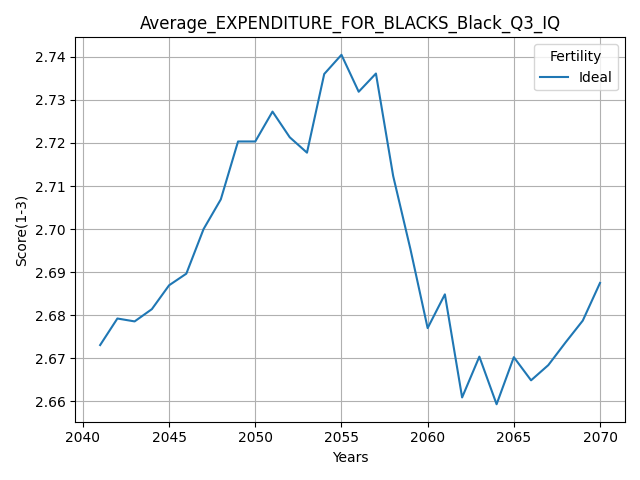 Average_EXPENDITURE_FOR_BLACKS_Black_Q3_IQ
Fertility
Ideal
2.74
2.73
2.72
2.71
2.70
2.69
2.68
2.67
2.66
Score(1-3)
2040 2045 2050 2055 2060 2065 2070
Years